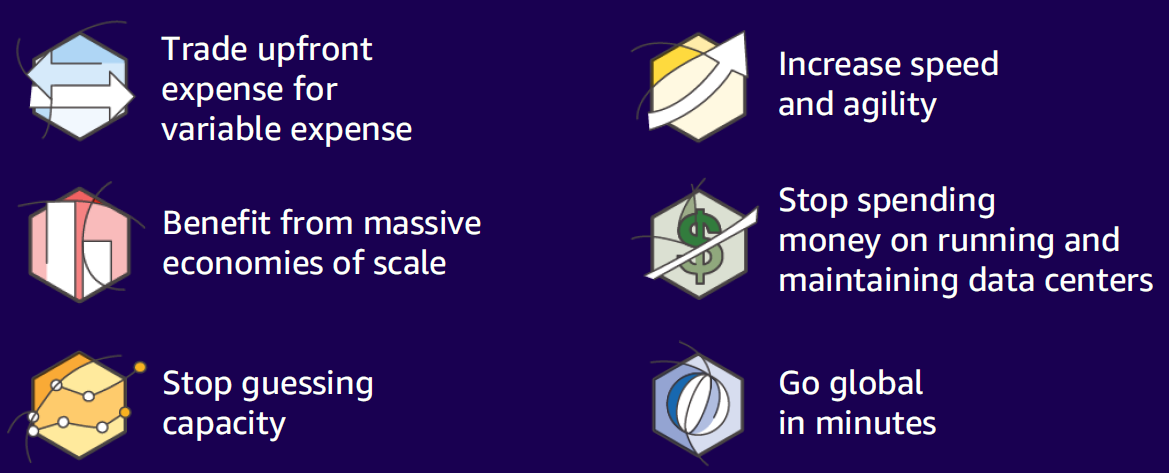 Trade upfront
expense for
variable expense
Benefit from massive
economies of scale
Stop guessing
capacity
Increase speed
and agility
Stop spending
money on running and
maintaining data centers
Go global
in minutes